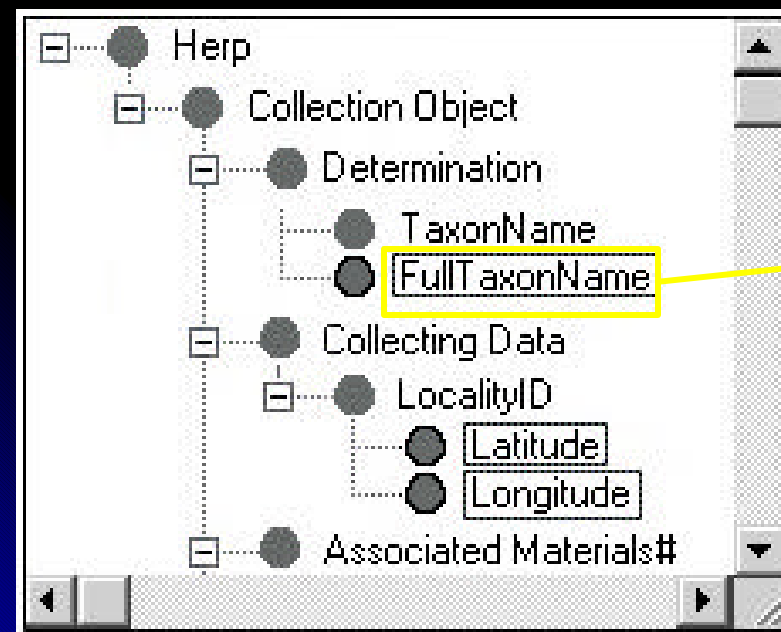 Herp
Collection Object
Determination
TaxonName
FullTaxonName
Collecting Data
LocalityID
Latitude
Longitude
Associated Materials#